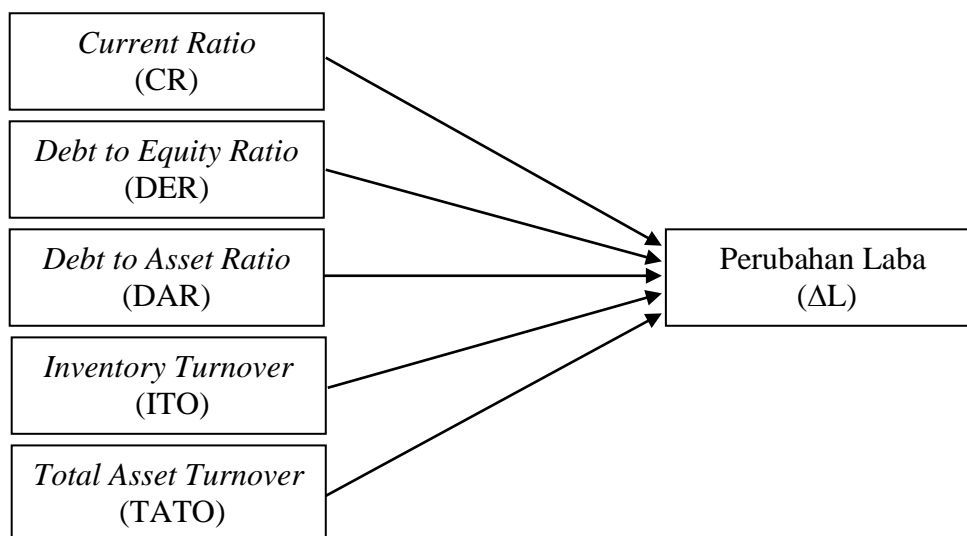 Current Ratio
(CR)
Debt to Equity Ratio
(DER)
Debt to Asset Ratio
(DAR)
Inventory Turnover
(ITO)
Total Asset Turnover
(TATO)
Perubahan Laba
(ΔL)